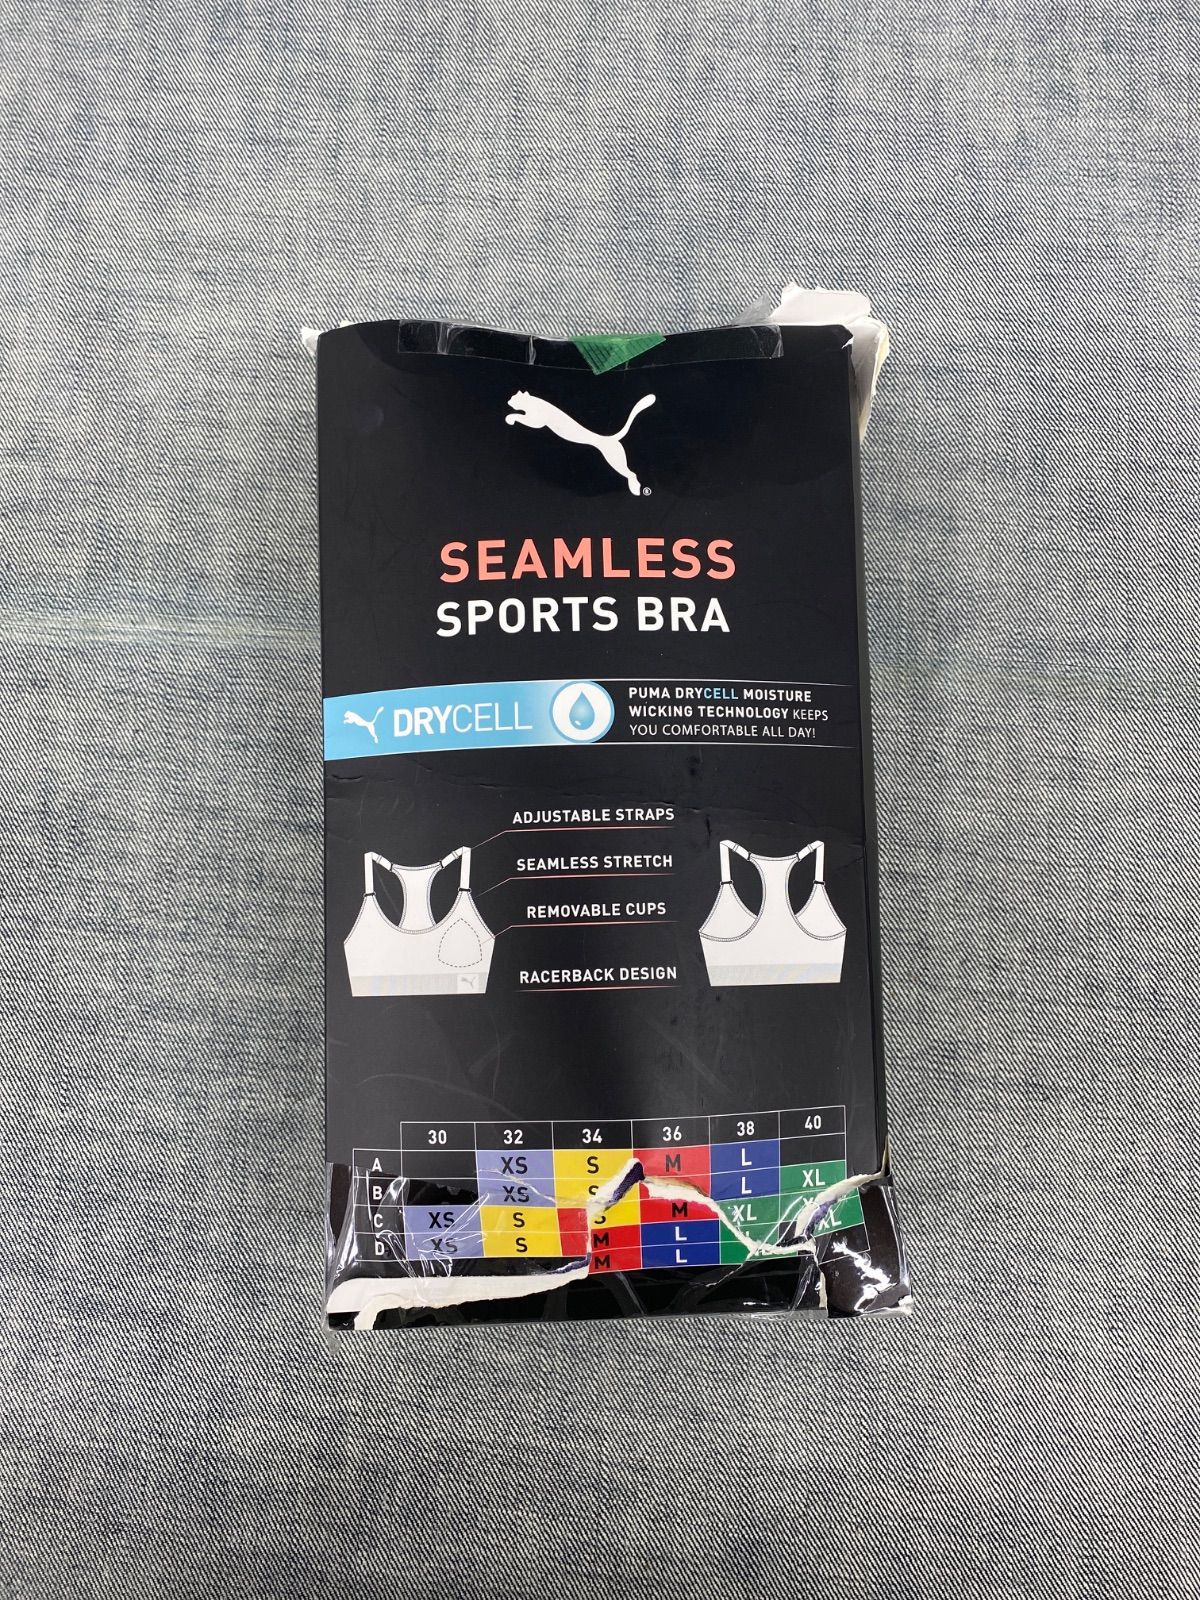 ®
SEAMLESS
SPORTS BRA
DRYCELL
PUMA DRYCELL MOISTURE
WICKING TECHNOLOGY KEEPS
YOU COMFORTABLE ALL DAY!
ADJUSTABLE STRAPS
SEAMLESS STRETCH
REMOVABLE CUPS
RACERBACK DESIGN
30 32 34 36 38 40
A XS S M L
B XS S L XL
C XS S S M XL XL
D XS S M L XL
M L